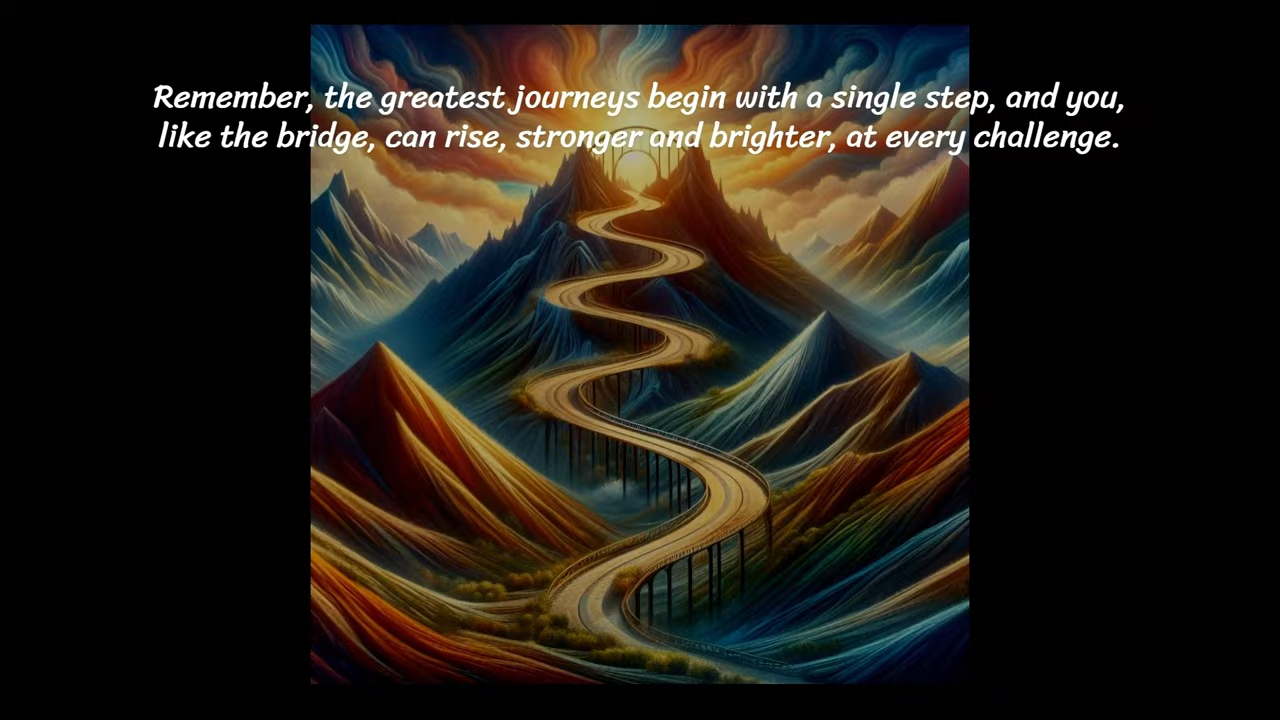 Remember, the greatest journeys begin with a single step, and you,
like the bridge, can rise, stronger and brighter, at every challenge.